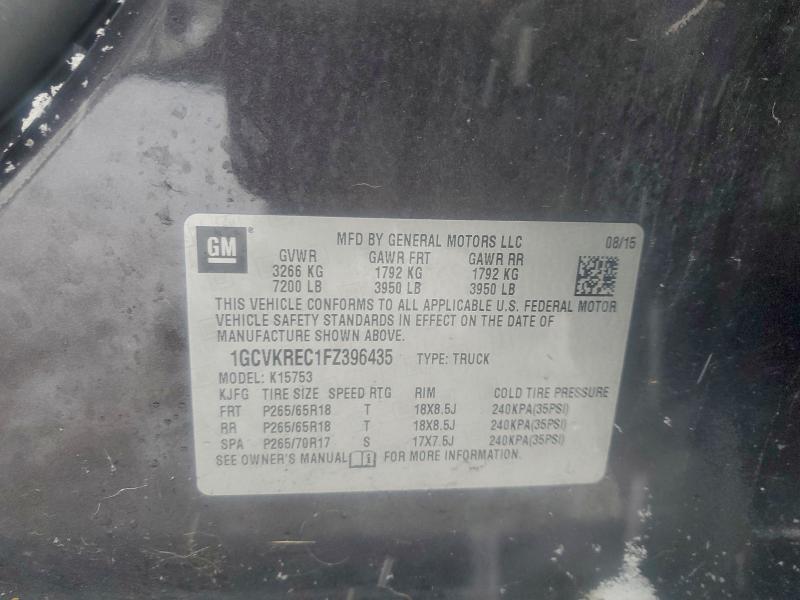 GM
MFD BY GENERAL MOTORS LLC 08/15
GVWR GAWR FRT GAWR RR
3266 KG 1792 KG 1792 KG
7200 LB 3950 LB 3950 LB
THIS VEHICLE CONFORMS TO ALL APPLICABLE U.S. FEDERAL MOTOR
VEHICLE SAFETY STANDARDS IN EFFECT ON THE DATE OF
MANUFACTURE SHOWN ABOVE.
1GCVKREC1FZ396435 TYPE: TRUCK
MODEL: K15753
KJFG TIRE SIZE SPEED RTG RIM COLD TIRE PRESSURE
FRT P265/65R18 T 18X8.5J 240KPA(35PSI)
RR P265/65R18 T 18X8.5J 240KPA(35PSI)
SPA P265/70R17 S 17X7.5J 240KPA(35PSI)
SEE OWNER'S MANUAL FOR MORE INFORMATION.